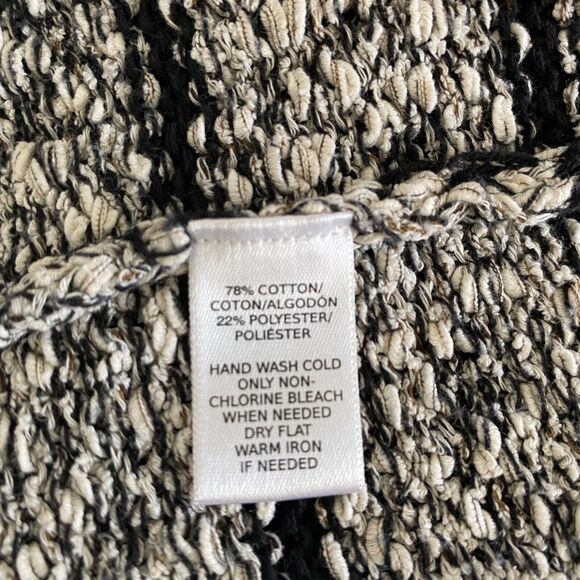 78% COTTON/
COTON/ALGODÓN
22% POLYESTER/
POLIÉSTER
HAND WASH COLD
ONLY NON-
CHLORINE BLEACH
WHEN NEEDED
DRY FLAT
WARM IRON
IF NEEDED